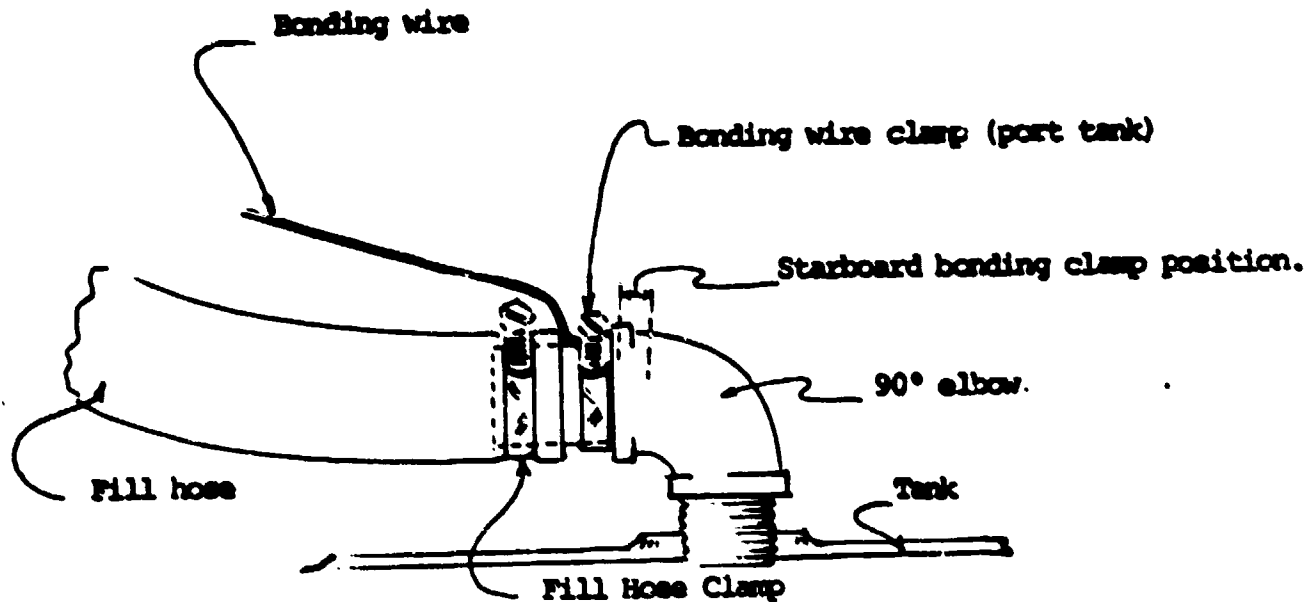 Bonding wire
Bonding wire clamp (port tank)
Starboard bonding clamp position.
90° elbow.
Fill hose
Tank
Fill Hose Clamp